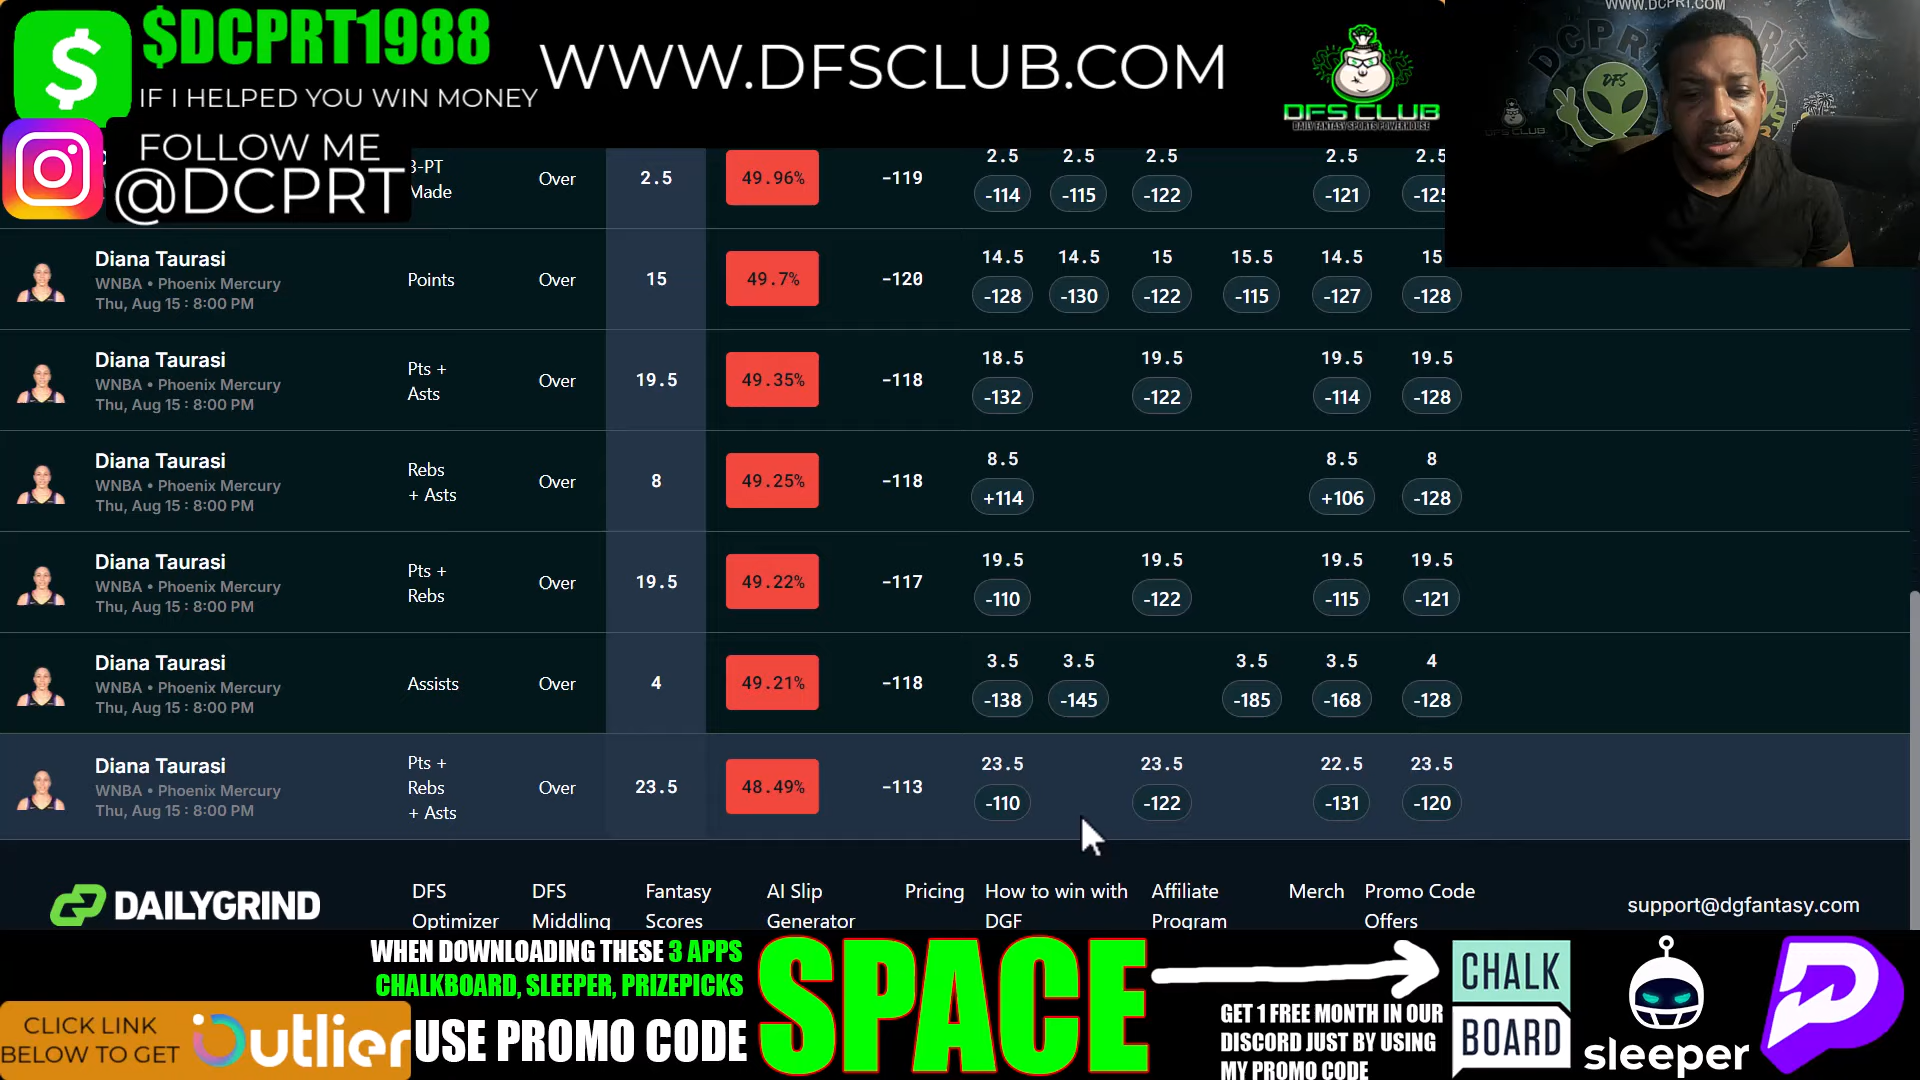 $DCPRT1988
IF I HELPED YOU WIN MONEY
WWW.DFSCLUB.COM
DFS CLUB
DAILY FANTASY SPORTS POWERHOUSE
WWW.DCPRT.COM
DFS
DFS CLUB
FOLLOW ME
@DCPRT
3-PT
Made
Over
2.5
49.96%
-119
2.5 2.5 2.5 2.5 2.5
-114 -115 -122 -121 -125
Diana Taurasi
WNBA • Phoenix Mercury
Thu, Aug 15 : 8:00 PM
Points
Over
15
49.7%
-120
14.5 14.5 15 15.5 14.5 15
-128 -130 -122 -115 -127 -128
Diana Taurasi
WNBA • Phoenix Mercury
Thu, Aug 15 : 8:00 PM
Pts +
Asts
Over
19.5
49.35%
-118
18.5 19.5 19.5 19.5
-132 -122 -114 -128
Diana Taurasi
WNBA • Phoenix Mercury
Thu, Aug 15 : 8:00 PM
Rebs
+ Asts
Over
8
49.25%
-118
8.5 8.5 8
+114 +106 -128
Diana Taurasi
WNBA • Phoenix Mercury
Thu, Aug 15 : 8:00 PM
Pts +
Rebs
Over
19.5
49.22%
-117
19.5 19.5 19.5 19.5
-110 -122 -115 -121
Diana Taurasi
WNBA • Phoenix Mercury
Thu, Aug 15 : 8:00 PM
Assists
Over
4
49.21%
-118
3.5 3.5 3.5 3.5 4
-138 -145 -185 -168 -128
Diana Taurasi
WNBA • Phoenix Mercury
Thu, Aug 15 : 8:00 PM
Pts +
Rebs
+ Asts
Over
23.5
48.49%
-113
23.5 23.5 22.5 23.5
-110 -122 -131 -120
DAILYGRIND
DFS
Optimizer
DFS
Middling
Fantasy
Scores
AI Slip
Generator
Pricing
How to win with
DGF
Affiliate
Program
Merch
Promo Code
Offers
support@dgfantasy.com
WHEN DOWNLOADING THESE 3 APPS
CHALKBOARD, SLEEPER, PRIZEPICKS
USE PROMO CODE
SPACE
CLICK LINK
BELOW TO GET
Outlier
GET 1 FREE MONTH IN OUR
DISCORD JUST BY USING
MY PROMO CODE
CHALK
BOARD
sleeper